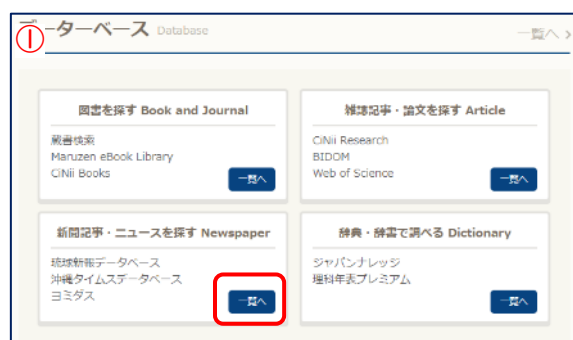 ①
データーベース Database
一覧へ >
図書を探す Book and Journal
蔵書検索
Maruzen eBook Library
CiNii Books
一覧へ
雑誌記事・論文を探す Article
CiNii Research
BIDOM
Web of Science
一覧へ
新聞記事・ニュースを探す Newspaper
琉球新報データベース
沖縄タイムスデータベース
ヨミダス
一覧へ
辞典・辞書で調べる Dictionary
ジャパンナレッジ
理科年表プレミアム
一覧へ